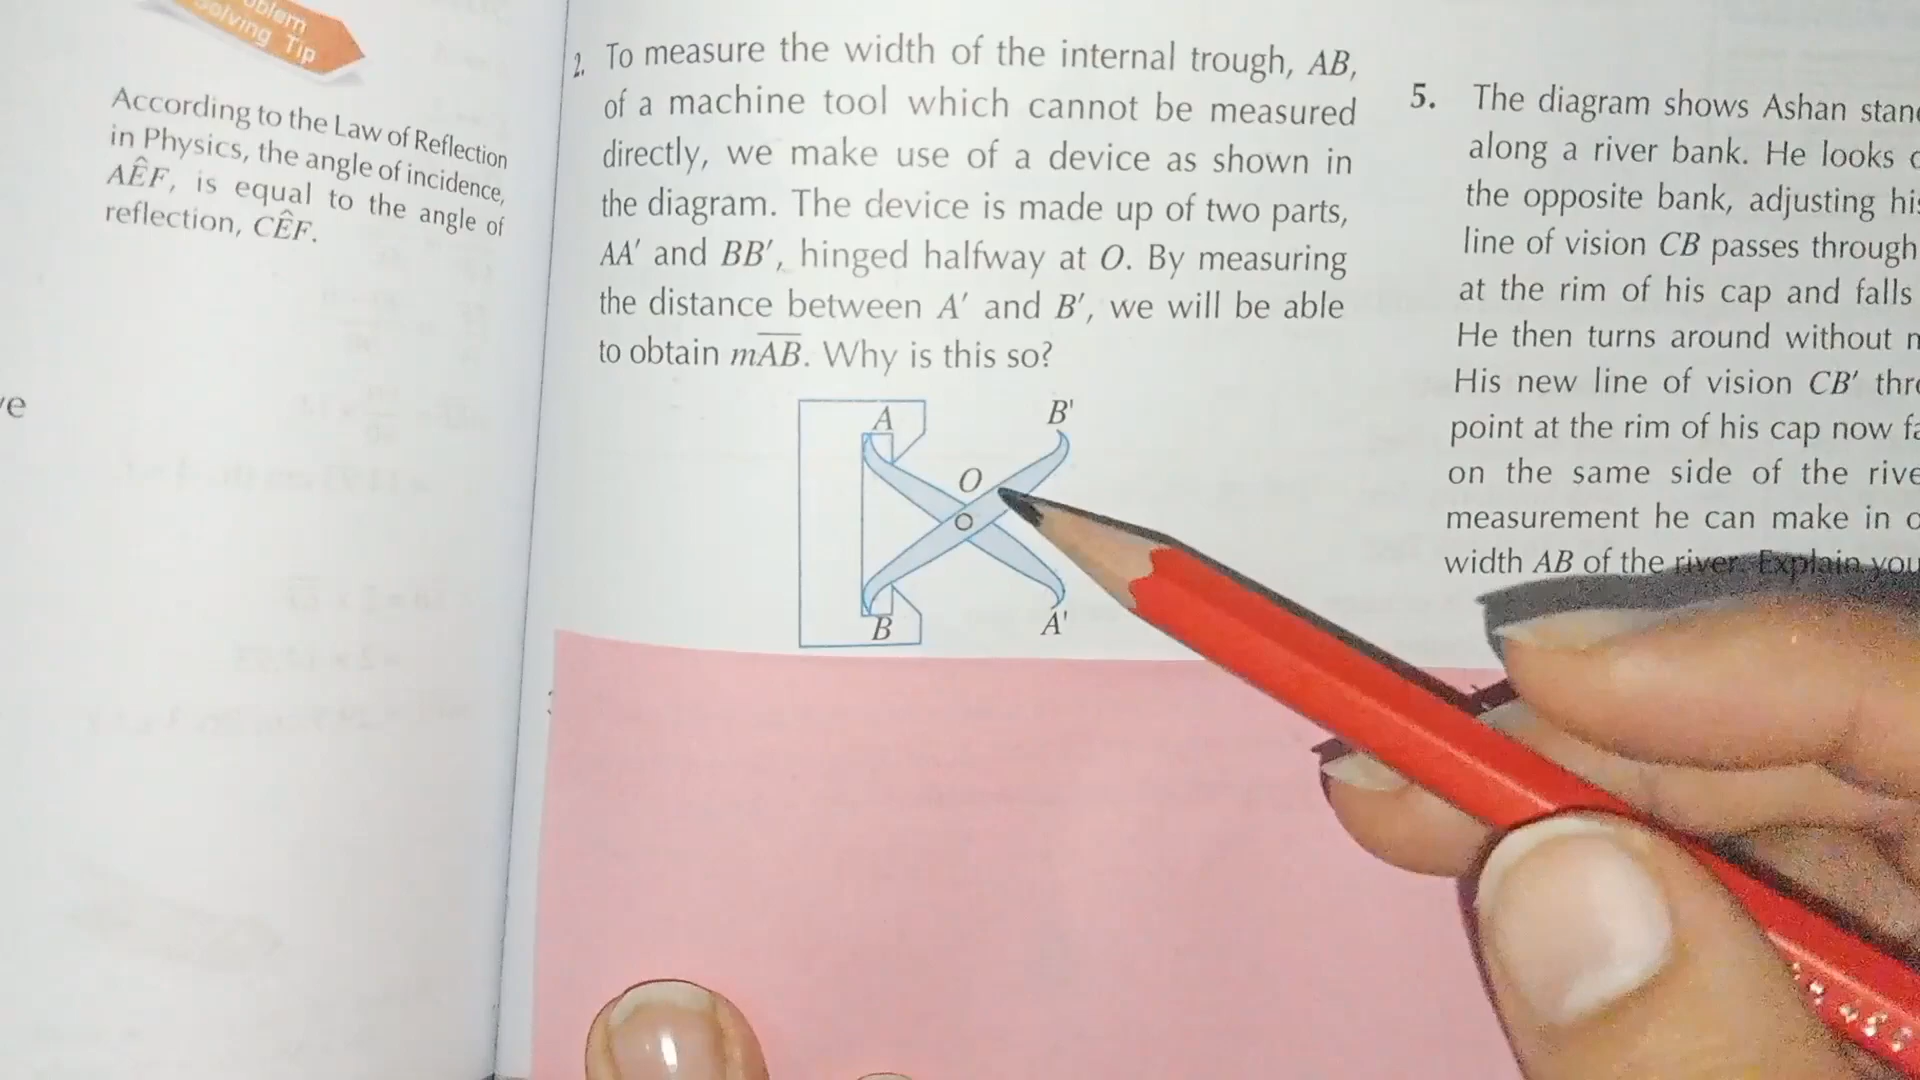 oblem
Solving Tip
According to the Law of Reflection
in Physics, the angle of incidence,
AÊF, is equal to the angle of
reflection, CÊF.
've
2. To measure the width of the internal trough, AB,
of a machine tool which cannot be measured
directly, we make use of a device as shown in
the diagram. The device is made up of two parts,
AA′ and BB′, hinged halfway at O. By measuring
the distance between A′ and B′, we will be able
to obtain mA̅B̅. Why is this so?
A
B'
O
B
A'
5. The diagram shows Ashan stan
along a river bank. He looks
the opposite bank, adjusting his
line of vision CB passes through
at the rim of his cap and falls
He then turns around without
His new line of vision CB′ thro
point at the rim of his cap now fa
on the same side of the rive
measurement he can make in o
width AB of the river. Explain you